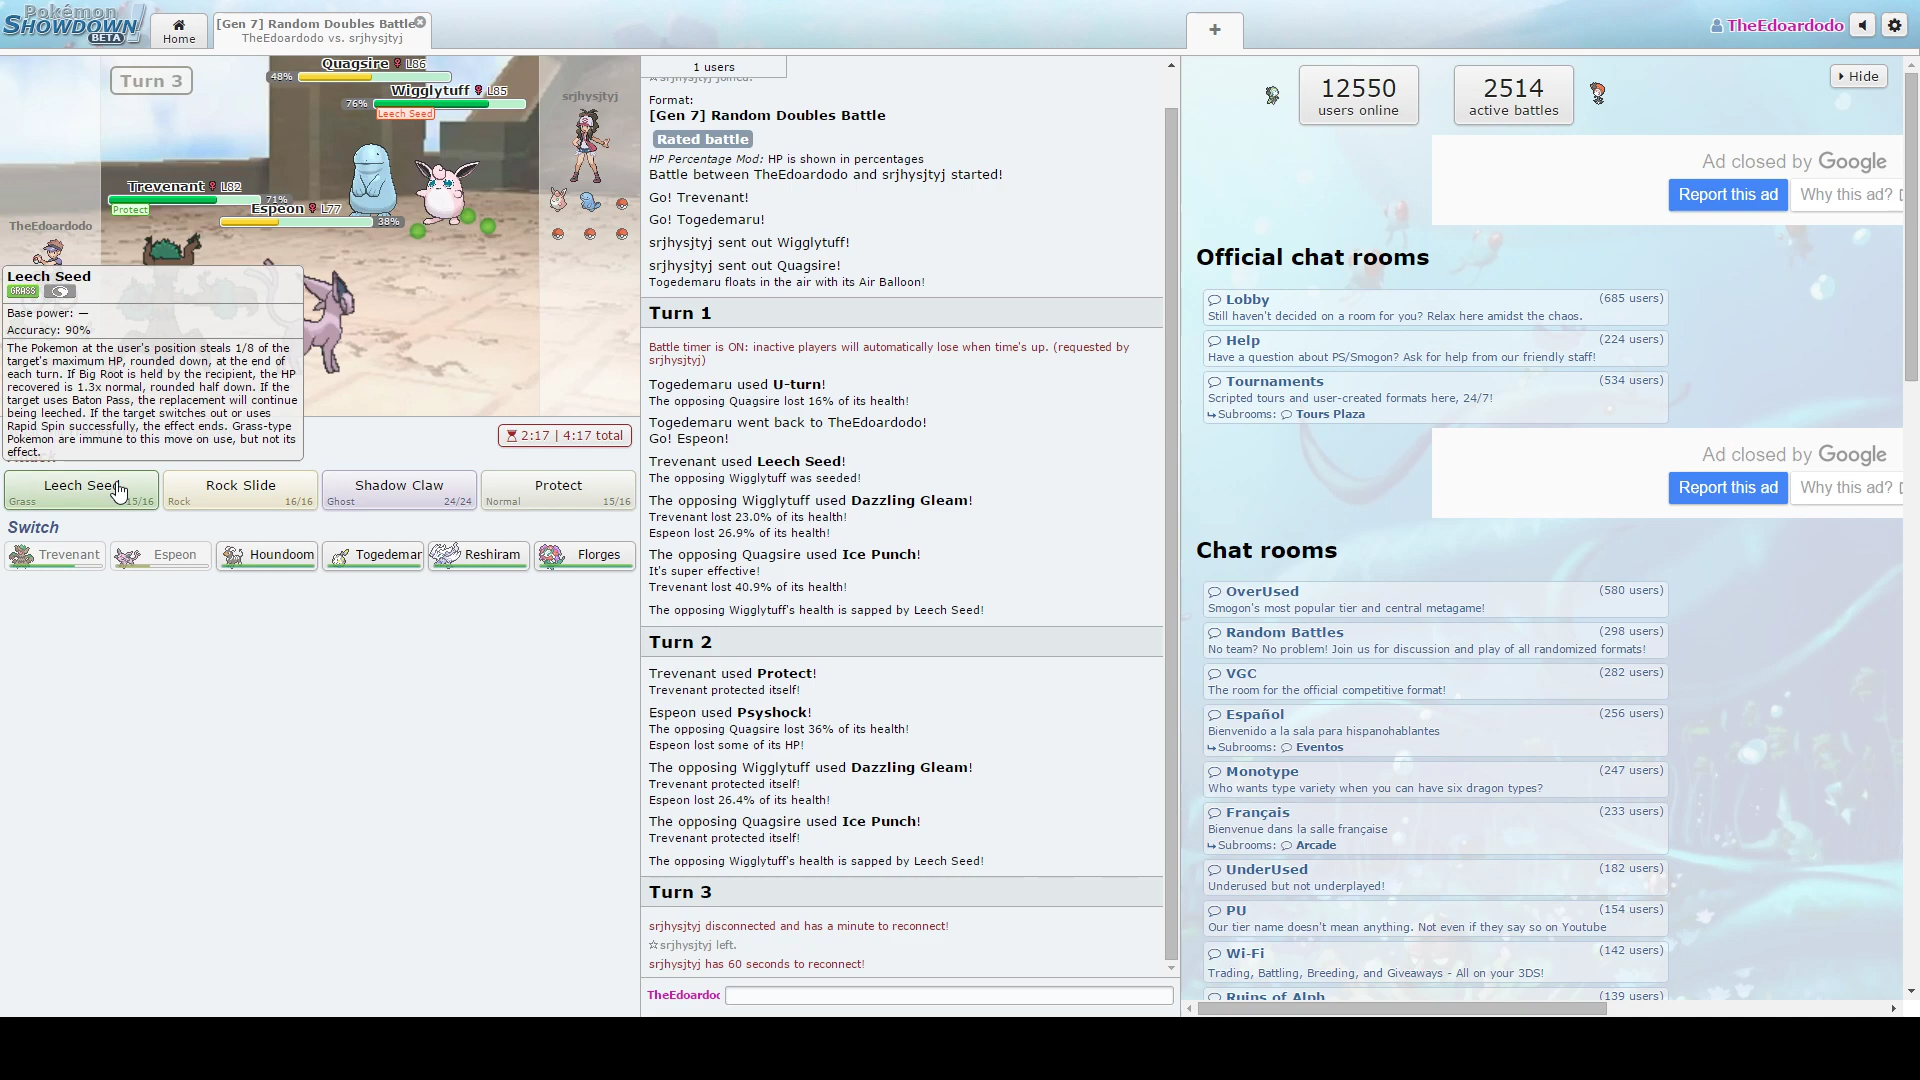 Pokémon
SHOWDOWN!
BETA
Home
[Gen 7] Random Doubles Battle
TheEdoardodo vs. srjhysjtyj
+
TheEdoardodo
Turn 3
Quagsire L86
48%
Wigglytuff L85
76%
Leech Seed
srjhysjtyj
Trevenant L82
71%
Protect
Espeon L77
38%
TheEdoardodo
Leech Seed
GRASS
Base power: —
Accuracy: 90%
The Pokemon at the user's position steals 1/8 of the
target's maximum HP, rounded down, at the end of
each turn. If Big Root is held by the recipient, the HP
recovered is 1.3x normal, rounded half down. If the
target uses Baton Pass, the replacement will continue
being leeched. If the target switches out or uses
Rapid Spin successfully, the effect ends. Grass-type
Pokemon are immune to this move on use, but not its
effect.
2:17 | 4:17 total
Leech Seed
Grass 15/16
Rock Slide
Rock 16/16
Shadow Claw
Ghost 24/24
Protect
Normal 15/16
Switch
Trevenant
Espeon
Houndoom
Togedemar
Reshiram
Florges
1 users
☆srjhysjtyj joined.
Format:
[Gen 7] Random Doubles Battle
Rated battle
HP Percentage Mod: HP is shown in percentages
Battle between TheEdoardodo and srjhysjtyj started!
Go! Trevenant!
Go! Togedemaru!
srjhysjtyj sent out Wigglytuff!
srjhysjtyj sent out Quagsire!
Togedemaru floats in the air with its Air Balloon!
Turn 1
Battle timer is ON: inactive players will automatically lose when time's up. (requested by
srjhysjtyj)
Togedemaru used U-turn!
The opposing Quagsire lost 16% of its health!
Togedemaru went back to TheEdoardodo!
Go! Espeon!
Trevenant used Leech Seed!
The opposing Wigglytuff was seeded!
The opposing Wigglytuff used Dazzling Gleam!
Trevenant lost 23.0% of its health!
Espeon lost 26.9% of its health!
The opposing Quagsire used Ice Punch!
It's super effective!
Trevenant lost 40.9% of its health!
The opposing Wigglytuff's health is sapped by Leech Seed!
Turn 2
Trevenant used Protect!
Trevenant protected itself!
Espeon used Psyshock!
The opposing Quagsire lost 36% of its health!
Espeon lost some of its HP!
The opposing Wigglytuff used Dazzling Gleam!
Trevenant protected itself!
Espeon lost 26.4% of its health!
The opposing Quagsire used Ice Punch!
Trevenant protected itself!
The opposing Wigglytuff's health is sapped by Leech Seed!
Turn 3
srjhysjtyj disconnected and has a minute to reconnect!
☆srjhysjtyj left.
srjhysjtyj has 60 seconds to reconnect!
TheEdoardoc
12550
users online
2514
active battles
Hide
Ad closed by Google
Report this ad
Why this ad?
Official chat rooms
Lobby (685 users)
Still haven't decided on a room for you? Relax here amidst the chaos.
Help (224 users)
Have a question about PS/Smogon? Ask for help from our friendly staff!
Tournaments (534 users)
Scripted tours and user-created formats here, 24/7!
↳Subrooms: Tours Plaza
Ad closed by Google
Report this ad
Why this ad?
Chat rooms
OverUsed (580 users)
Smogon's most popular tier and central metagame!
Random Battles (298 users)
No team? No problem! Join us for discussion and play of all randomized formats!
VGC (282 users)
The room for the official competitive format!
Español (256 users)
Bienvenido a la sala para hispanohablantes
↳Subrooms: Eventos
Monotype (247 users)
Who wants type variety when you can have six dragon types?
Français (233 users)
Bienvenue dans la salle française
↳Subrooms: Arcade
UnderUsed (182 users)
Underused but not underplayed!
PU (154 users)
Our tier name doesn't mean anything. Not even if they say so on Youtube
Wi-Fi (142 users)
Trading, Battling, Breeding, and Giveaways - All on your 3DS!
Ruins of Alph (139 users)